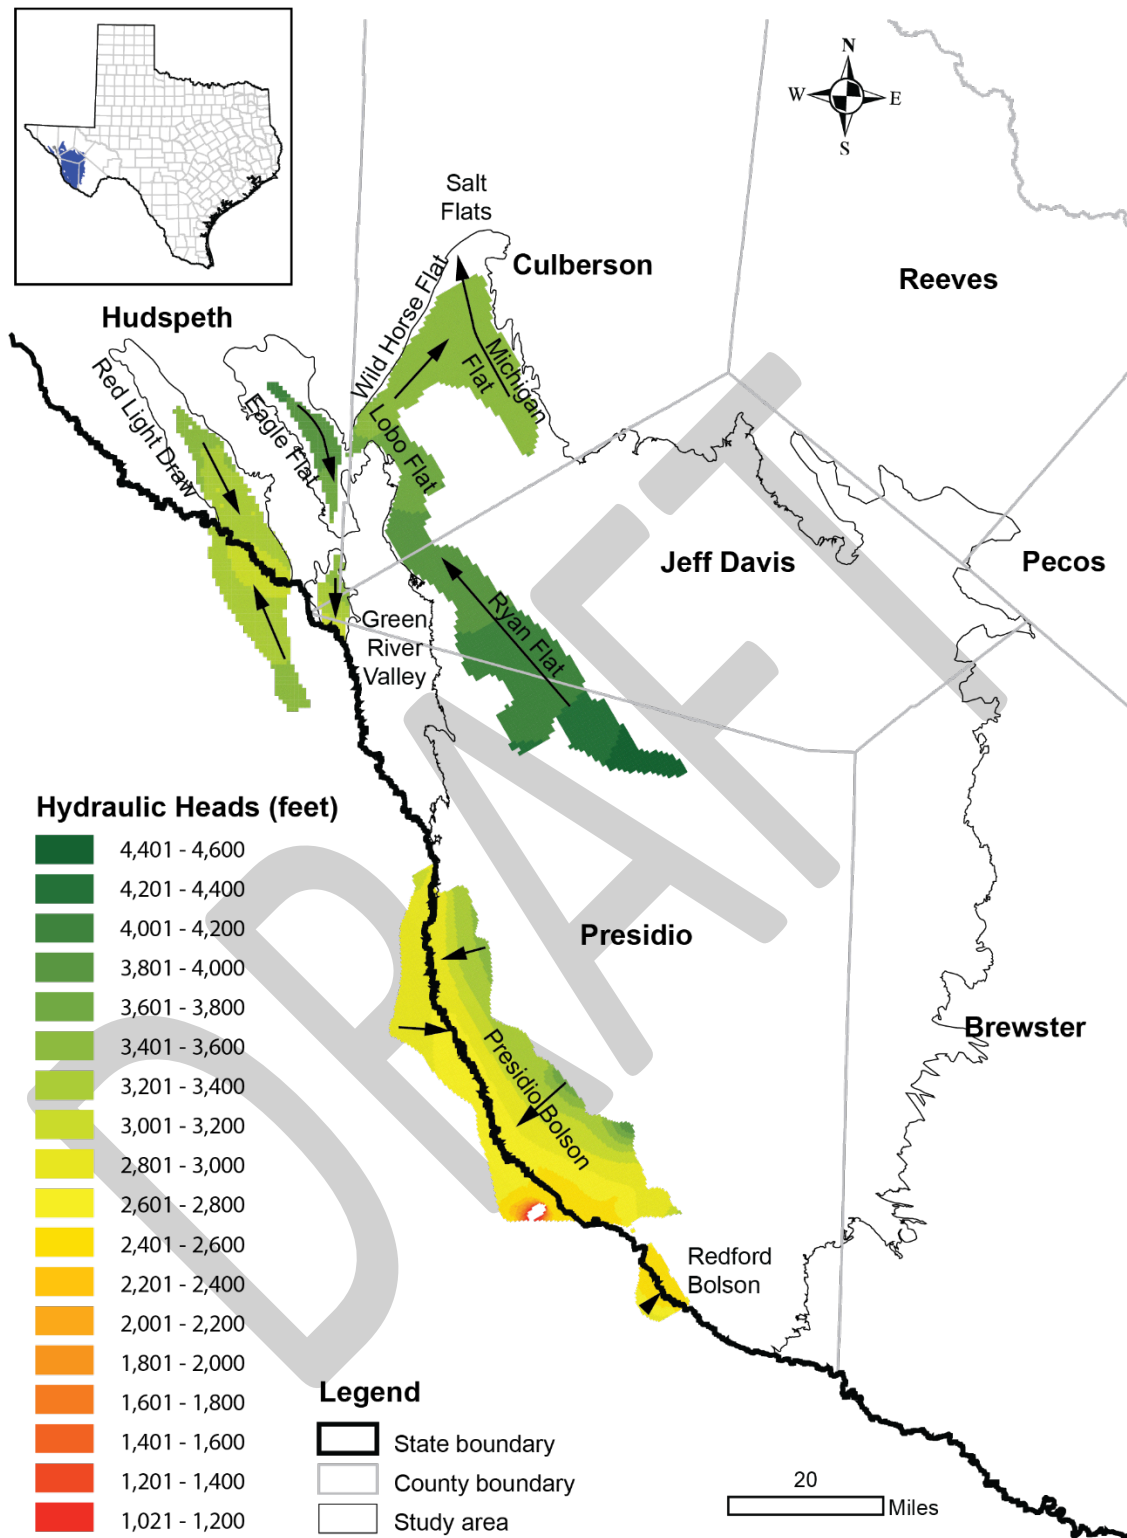 N
W
E
S
Salt
Flats
Culberson
Reeves
Hudspeth
Wild Horse Flat
Michigan
Flat
Red Light Draw
Eagle Flat
Lobo Flat
Jeff Davis
Pecos
Ryan Flat
Green
River
Valley
Hydraulic Heads (feet)
4,401 - 4,600
4,201 - 4,400
4,001 - 4,200
3,801 - 4,000
3,601 - 3,800
3,401 - 3,600
3,201 - 3,400
3,001 - 3,200
2,801 - 3,000
2,601 - 2,800
2,401 - 2,600
2,201 - 2,400
2,001 - 2,200
1,801 - 2,000
1,601 - 1,800
1,401 - 1,600
1,201 - 1,400
1,021 - 1,200
Presidio
Brewster
Presidio Bolson
Redford
Bolson
Legend
State boundary
County boundary
Study area
20
Miles
DRAFT